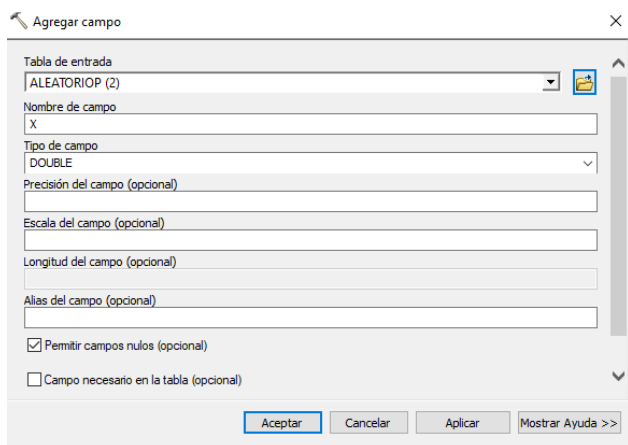 Agregar campo
Tabla de entrada
ALEATORIOP (2)
Nombre de campo
X
Tipo de campo
DOUBLE
Precisión del campo (opcional)
Escala del campo (opcional)
Longitud del campo (opcional)
Alias del campo (opcional)
Permitir campos nulos (opcional)
Campo necesario en la tabla (opcional)
Aceptar Cancelar Aplicar Mostrar Ayuda >>